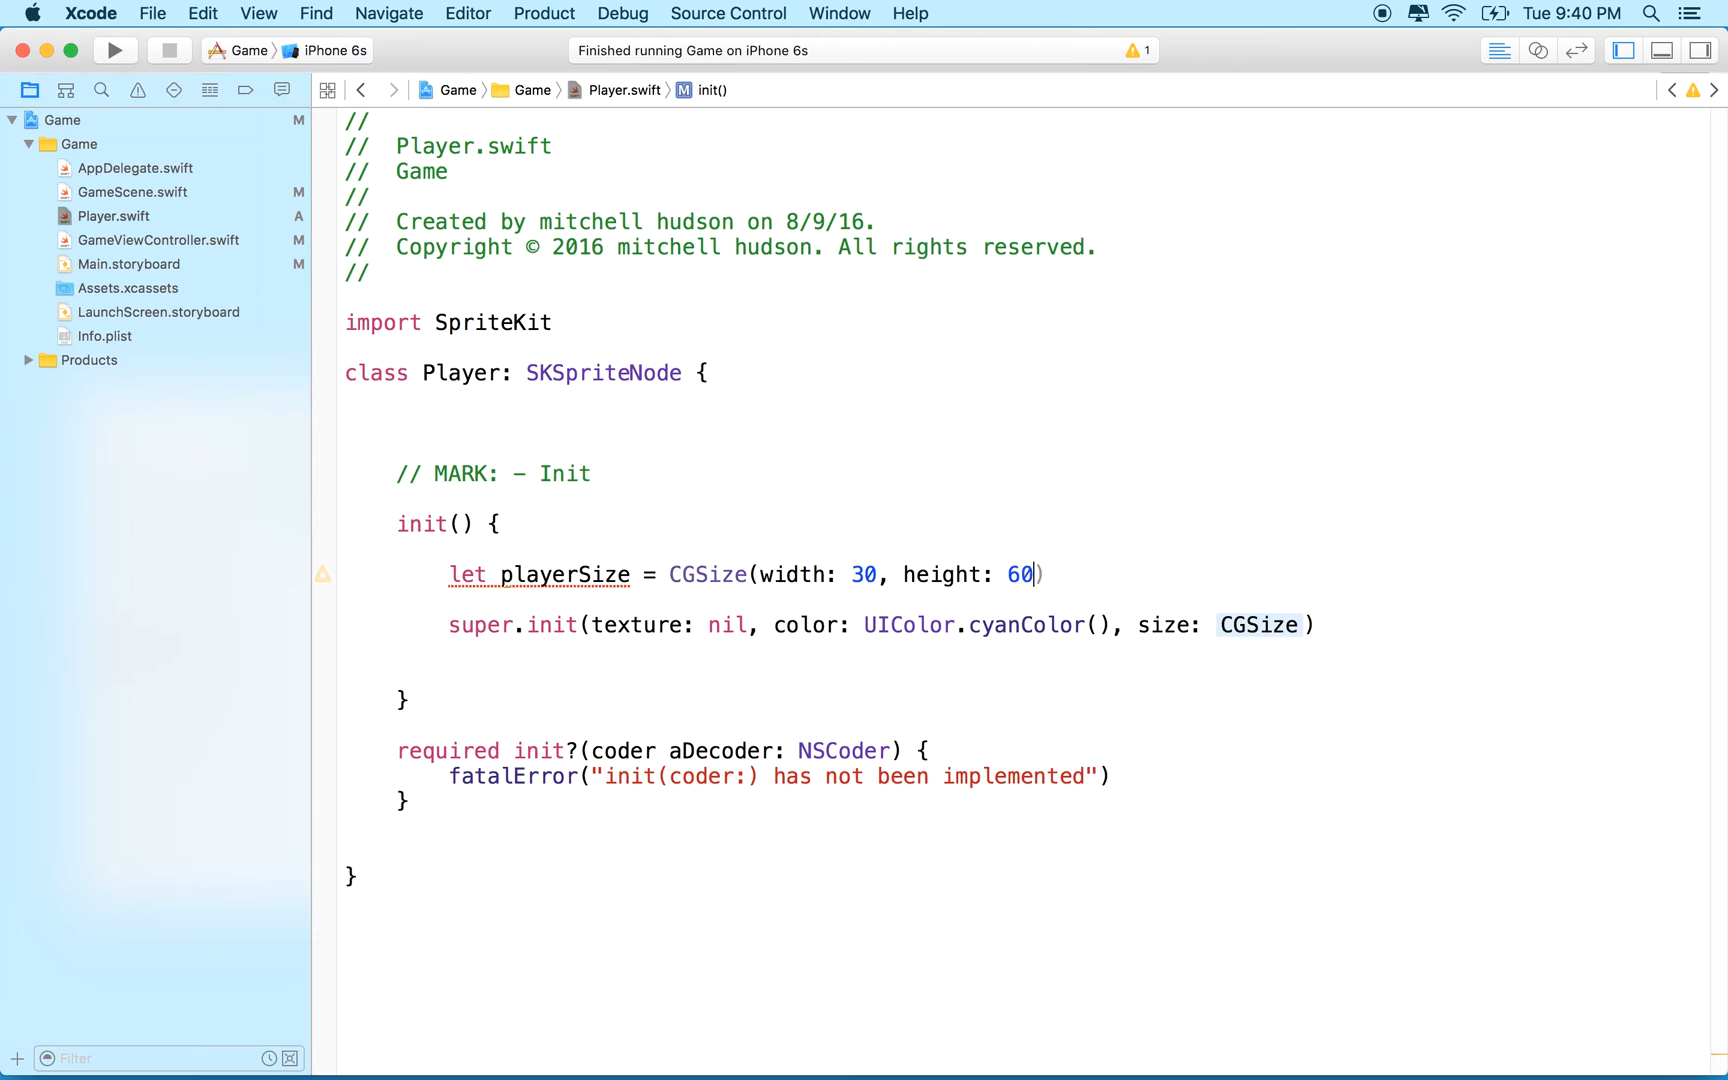 Xcode File Edit View Find Navigate Editor Product Debug Source Control Window Help Tue 9:40 PM
Game iPhone 6s Finished running Game on iPhone 6s 1
Game Game Player.swift M init()
Game M
Game
AppDelegate.swift
GameScene.swift M
Player.swift A
GameViewController.swift M
Main.storyboard M
Assets.xcassets
LaunchScreen.storyboard
Info.plist
Products
Filter
//
// Player.swift
// Game
//
// Created by mitchell hudson on 8/9/16.
// Copyright © 2016 mitchell hudson. All rights reserved.
//
import SpriteKit
class Player: SKSpriteNode {
// MARK: - Init
init() {
let playerSize = CGSize(width: 30, height: 60)
super.init(texture: nil, color: UIColor.cyanColor(), size: CGSize)
}
required init?(coder aDecoder: NSCoder) {
fatalError("init(coder:) has not been implemented")
}
}